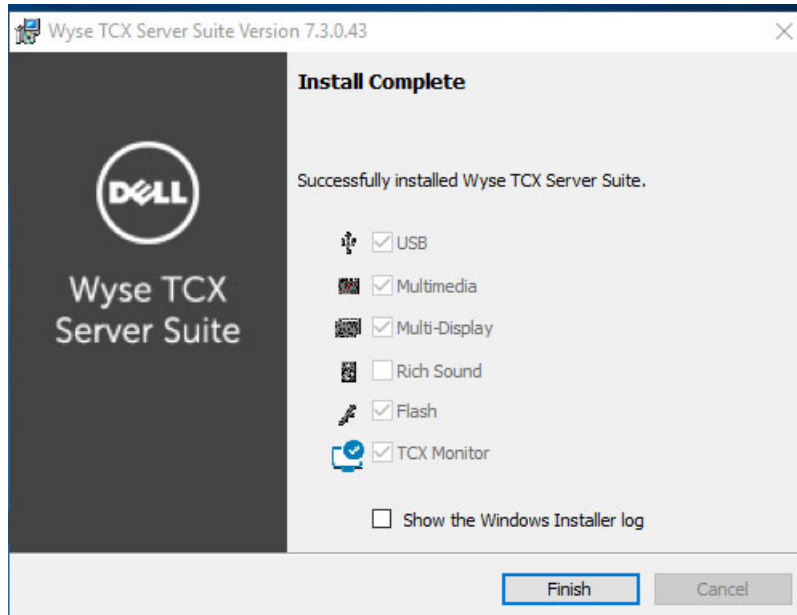 Wyse TCX Server Suite Version 7.3.0.43
Install Complete
DELL
Wyse TCX
Server Suite
Successfully installed Wyse TCX Server Suite.
USB
Multimedia
Multi-Display
Rich Sound
Flash
TCX Monitor
Show the Windows Installer log
Finish
Cancel